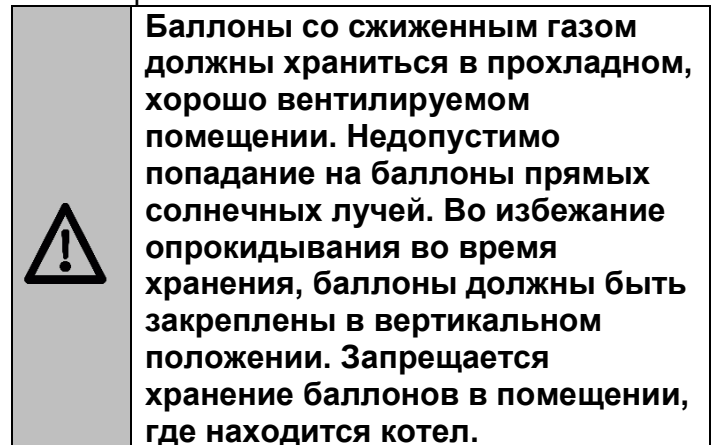 Баллоны со сжиженным газом
должны храниться в прохладном,
хорошо вентилируемом
помещении. Недопустимо
попадание на баллоны прямых
солнечных лучей. Во избежание
опрокидывания во время
хранения, баллоны должны быть
закреплены в вертикальном
положении. Запрещается
хранение баллонов в помещении,
где находится котел.